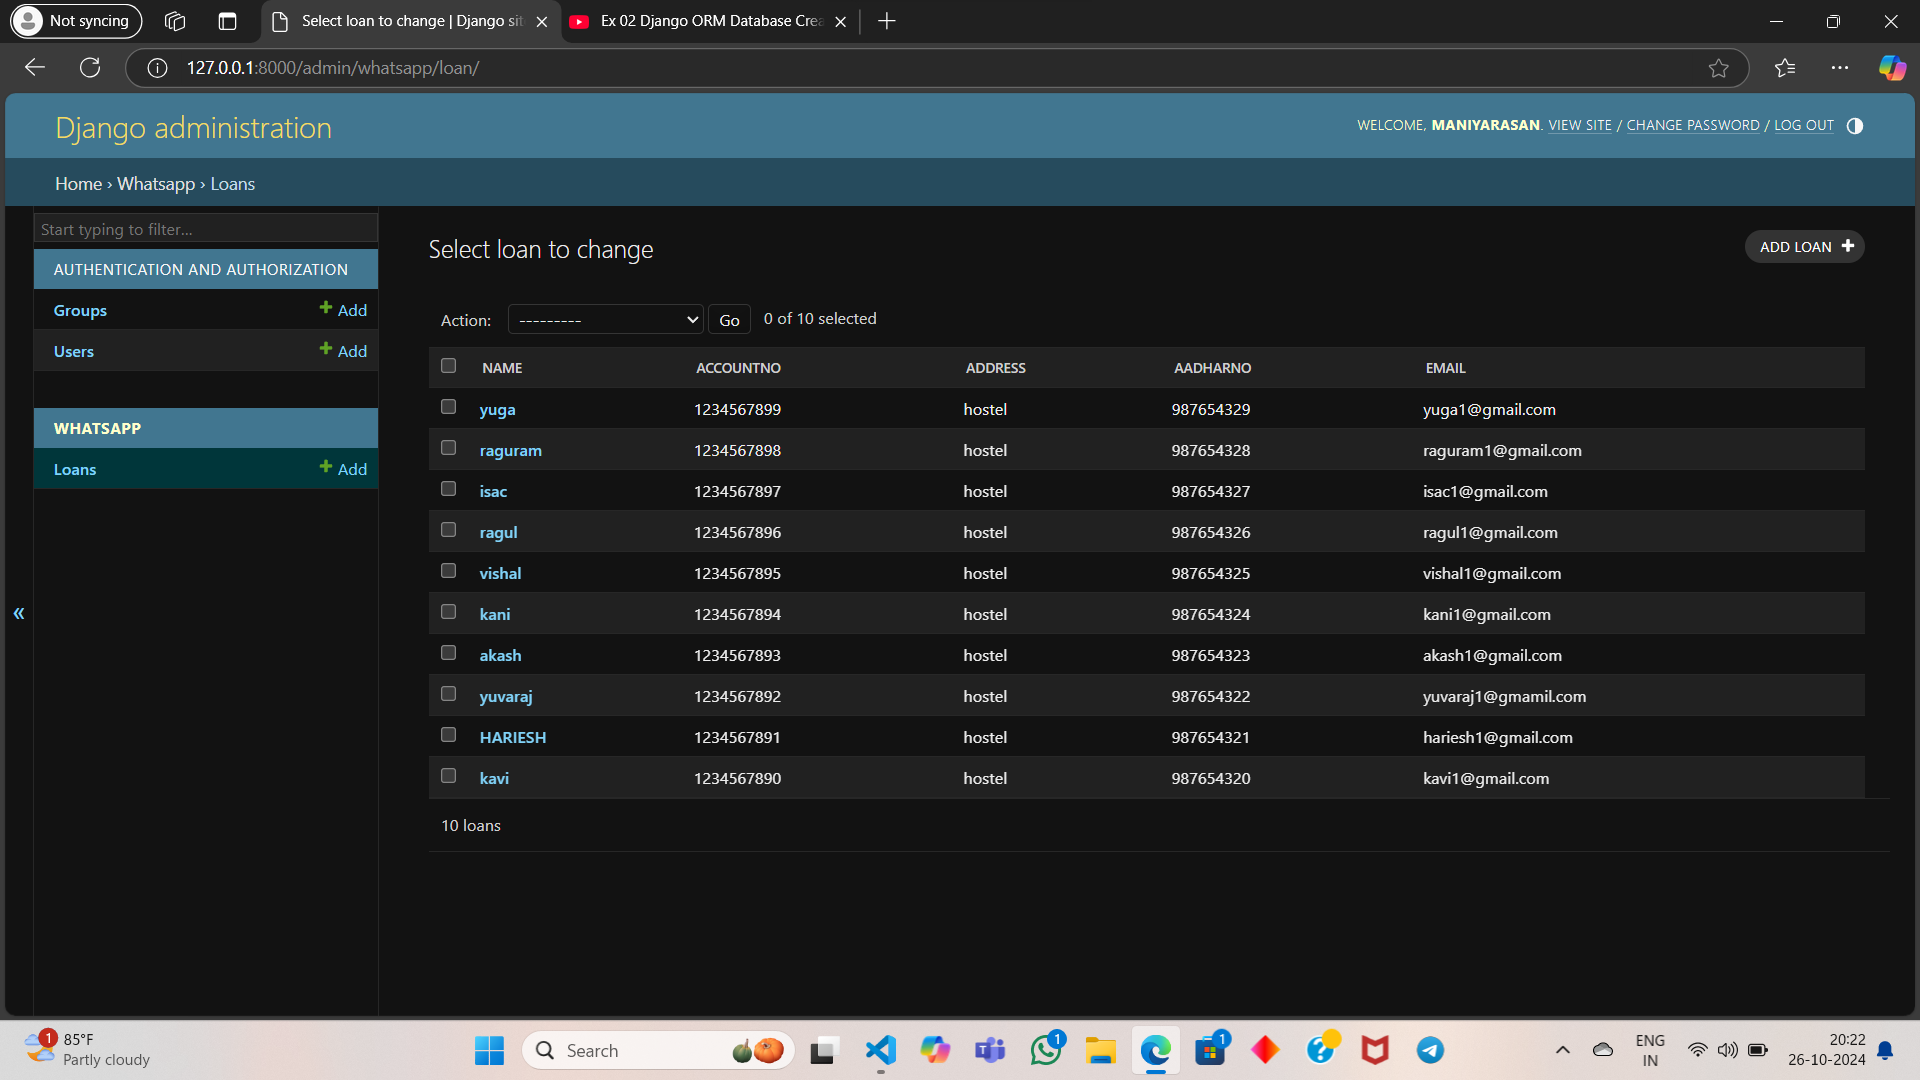 Not syncing
Select loan to change | Django sit
Ex 02 Django ORM Database Crea
127.0.0.1:8000/admin/whatsapp/loan/
Django administration
WELCOME, MANIYARASAN. VIEW SITE / CHANGE PASSWORD / LOG OUT
Home › Whatsapp › Loans
Start typing to filter...
AUTHENTICATION AND AUTHORIZATION
Groups + Add
Users + Add
WHATSAPP
Loans + Add
«
Select loan to change
ADD LOAN +
Action: --------- Go 0 of 10 selected
NAME ACCOUNTNO ADDRESS AADHARNO EMAIL
yuga 1234567899 hostel 987654329 yuga1@gmail.com
raguram 1234567898 hostel 987654328 raguram1@gmail.com
isac 1234567897 hostel 987654327 isac1@gmail.com
ragul 1234567896 hostel 987654326 ragul1@gmail.com
vishal 1234567895 hostel 987654325 vishal1@gmail.com
kani 1234567894 hostel 987654324 kani1@gmail.com
akash 1234567893 hostel 987654323 akash1@gmail.com
yuvaraj 1234567892 hostel 987654322 yuvaraj1@gmamil.com
HARIESH 1234567891 hostel 987654321 hariesh1@gmail.com
kavi 1234567890 hostel 987654320 kavi1@gmail.com
10 loans
1 85°F
Partly cloudy
Search
1
1
ENG
IN
20:22
26-10-2024